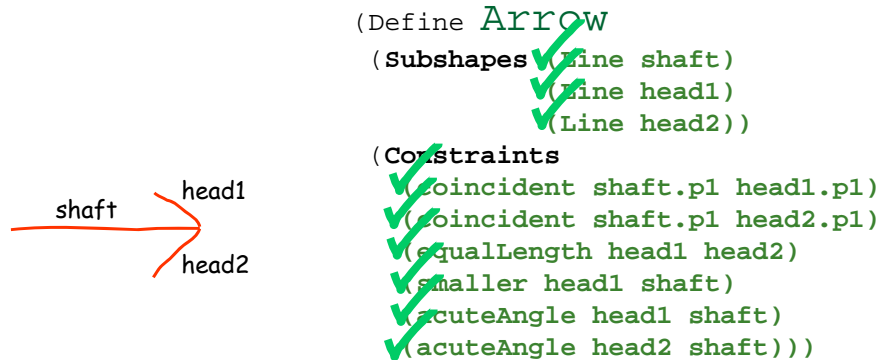 (Define Arrow
(Subshapes (Line shaft)
(Line head1)
(Line head2))
(Constraints
(coincident shaft.p1 head1.p1)
(coincident shaft.p1 head2.p1)
(equalLength head1 head2)
(smaller head1 shaft)
(acuteAngle head1 shaft)
(acuteAngle head2 shaft)))
shaft
head1
head2